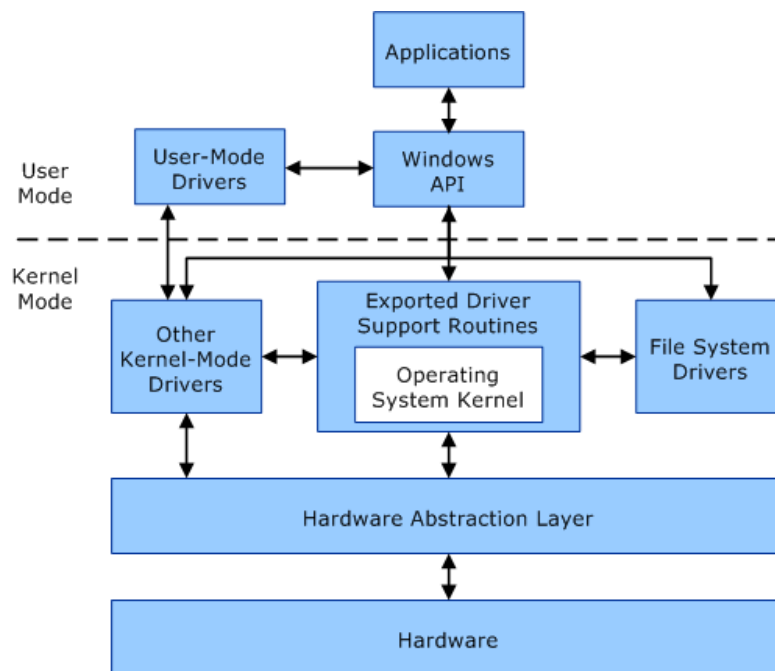 Applications
User-Mode
Drivers
Windows
API
User
Mode
Kernel
Mode
Other
Kernel-Mode
Drivers
Exported Driver
Support Routines
Operating
System Kernel
File System
Drivers
Hardware Abstraction Layer
Hardware